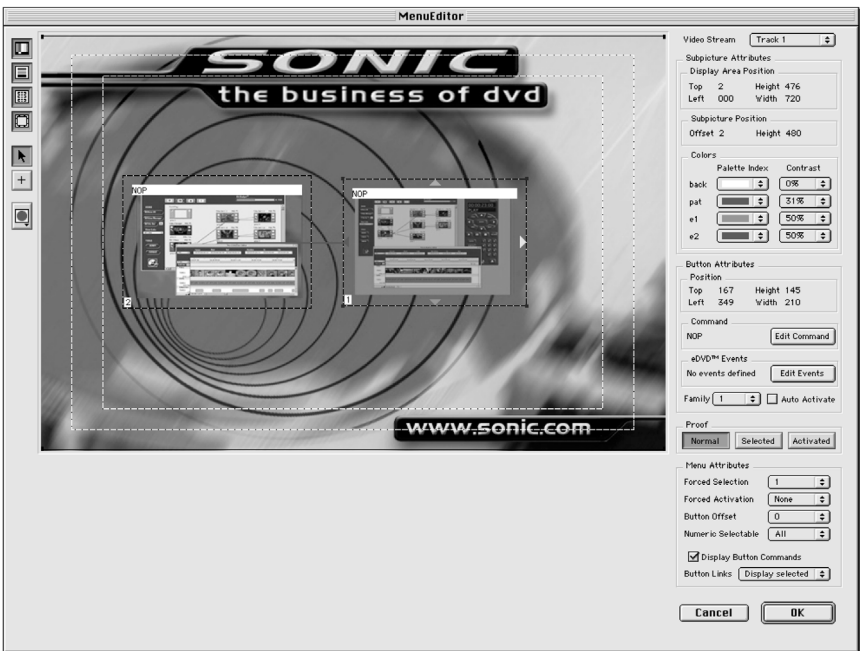 MenuEditor
SONIC
the business of dvd
NOP
NOP
2
1
www.sonic.com
Video Stream Track 1
Subpicture Attributes
Display Area Position
Top 2 Height 476
Left 000 Width 720
Subpicture Position
Offset 2 Height 480
Colors
Palette Index Contrast
back 0%
pat 31%
e1 50%
e2 50%
Button Attributes
Position
Top 167 Height 145
Left 349 Width 210
Command
NOP Edit Command
eDVD™ Events
No events defined Edit Events
Family 1 Auto Activate
Proof
Normal Selected Activated
Menu Attributes
Forced Selection 1
Forced Activation None
Button Offset 0
Numeric Selectable All
Display Button Commands
Button Links Display selected
Cancel OK